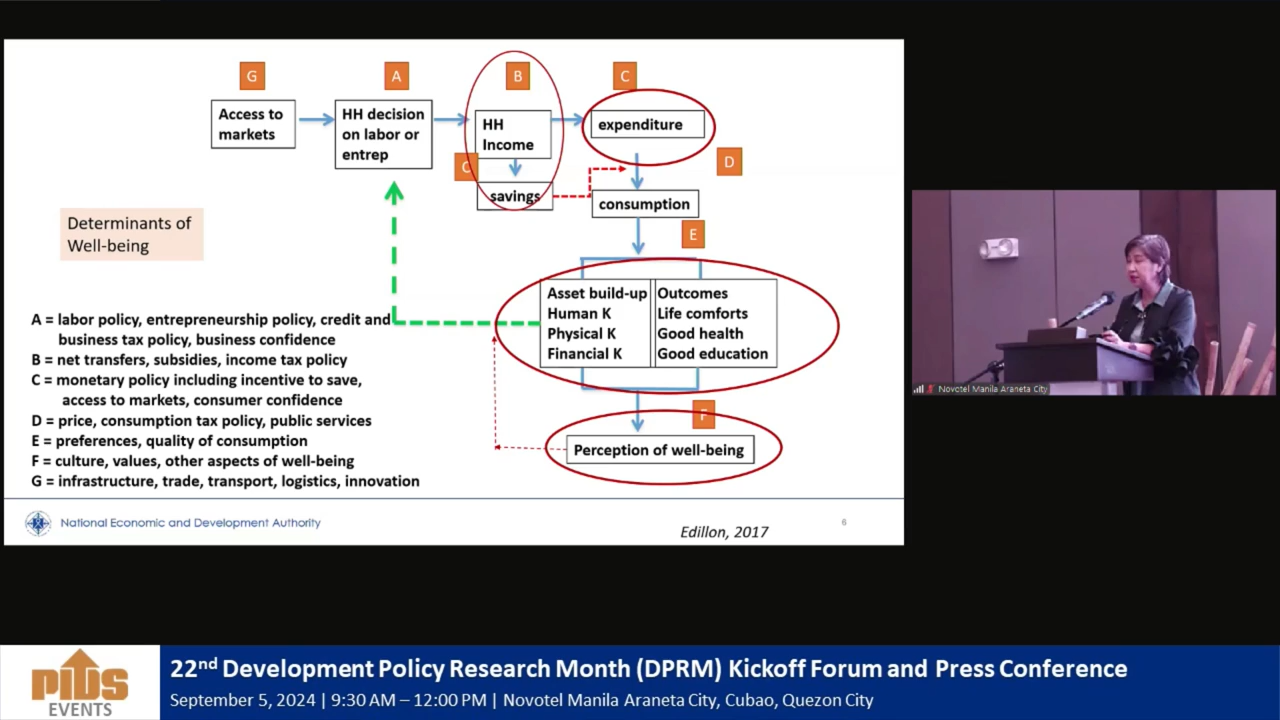 G
A
B
C
Access to
markets
HH decision
on labor or
entrep
HH
Income
expenditure
C
D
savings
consumption
Determinants of
Well-being
E
Asset build-up
Human K
Physical K
Financial K
Outcomes
Life comforts
Good health
Good education
A = labor policy, entrepreneurship policy, credit and
business tax policy, business confidence
B = net transfers, subsidies, income tax policy
C = monetary policy including incentive to save,
access to markets, consumer confidence
D = price, consumption tax policy, public services
E = preferences, quality of consumption
F = culture, values, other aspects of well-being
G = infrastructure, trade, transport, logistics, innovation
F
Perception of well-being
National Economic and Development Authority
Edillon, 2017
6
Novotel Manila Araneta City
PIDS
EVENTS
22nd Development Policy Research Month (DPRM) Kickoff Forum and Press Conference
September 5, 2024 | 9:30 AM – 12:00 PM | Novotel Manila Araneta City, Cubao, Quezon City